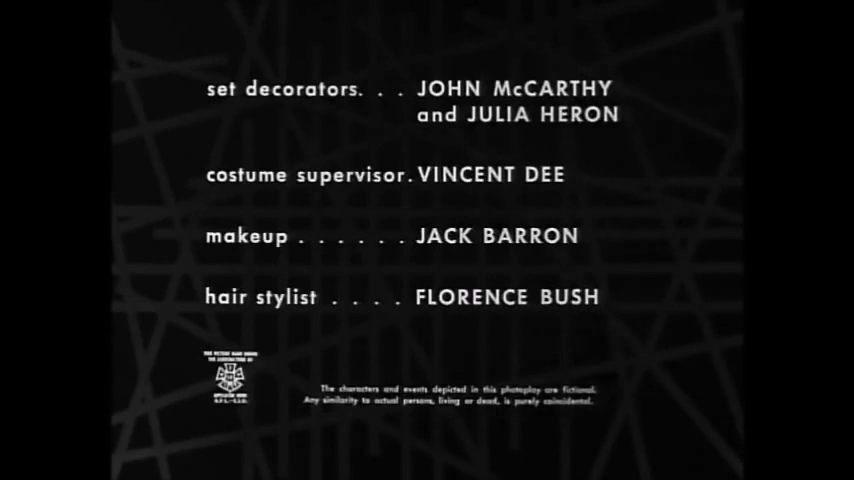 set decorators. . . JOHN McCARTHY
and JULIA HERON
costume supervisor. VINCENT DEE
makeup . . . . . . JACK BARRON
hair stylist . . . . FLORENCE BUSH
The characters and events depicted in this photoplay are fictional.
Any similarity to actual persons, living or dead, is purely coincidental.